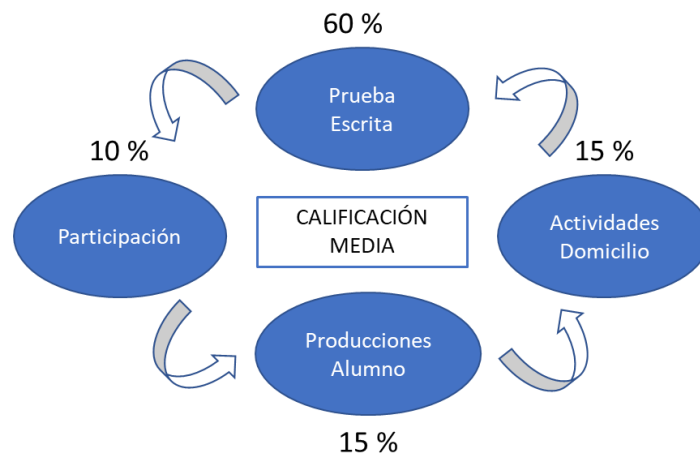 60 %
Prueba
Escrita
10 %
Participación
15 %
Actividades
Domicilio
CALIFICACIÓN
MEDIA
Producciones
Alumno
15 %